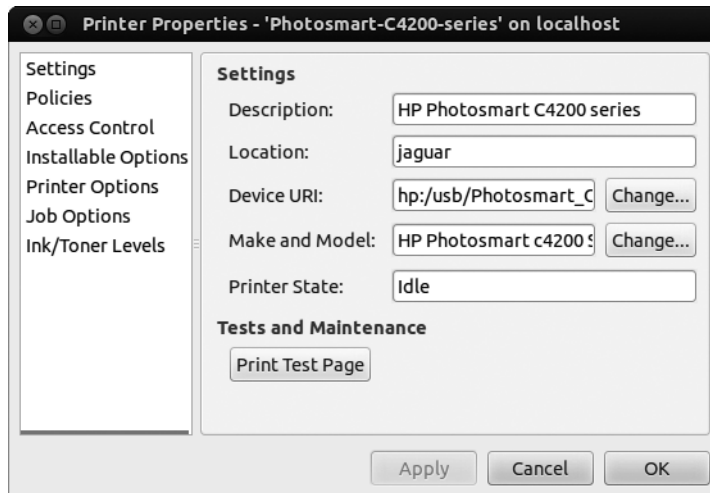 Printer Properties - 'Photosmart-C4200-series' on localhost
Settings
Policies
Access Control
Installable Options
Printer Options
Job Options
Ink/Toner Levels
Settings
Description: HP Photosmart C4200 series
Location: jaguar
Device URI: hp:/usb/Photosmart_C Change...
Make and Model: HP Photosmart c4200 Change...
Printer State: Idle
Tests and Maintenance
Print Test Page
Apply Cancel OK